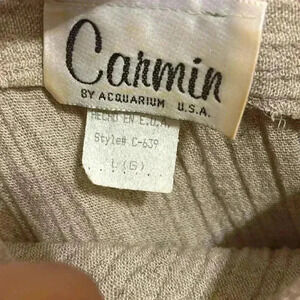 Carmin
BY ACQUARIUM U.S.A.
HECHO EN E.U.A.
Style# C-639
L (G)